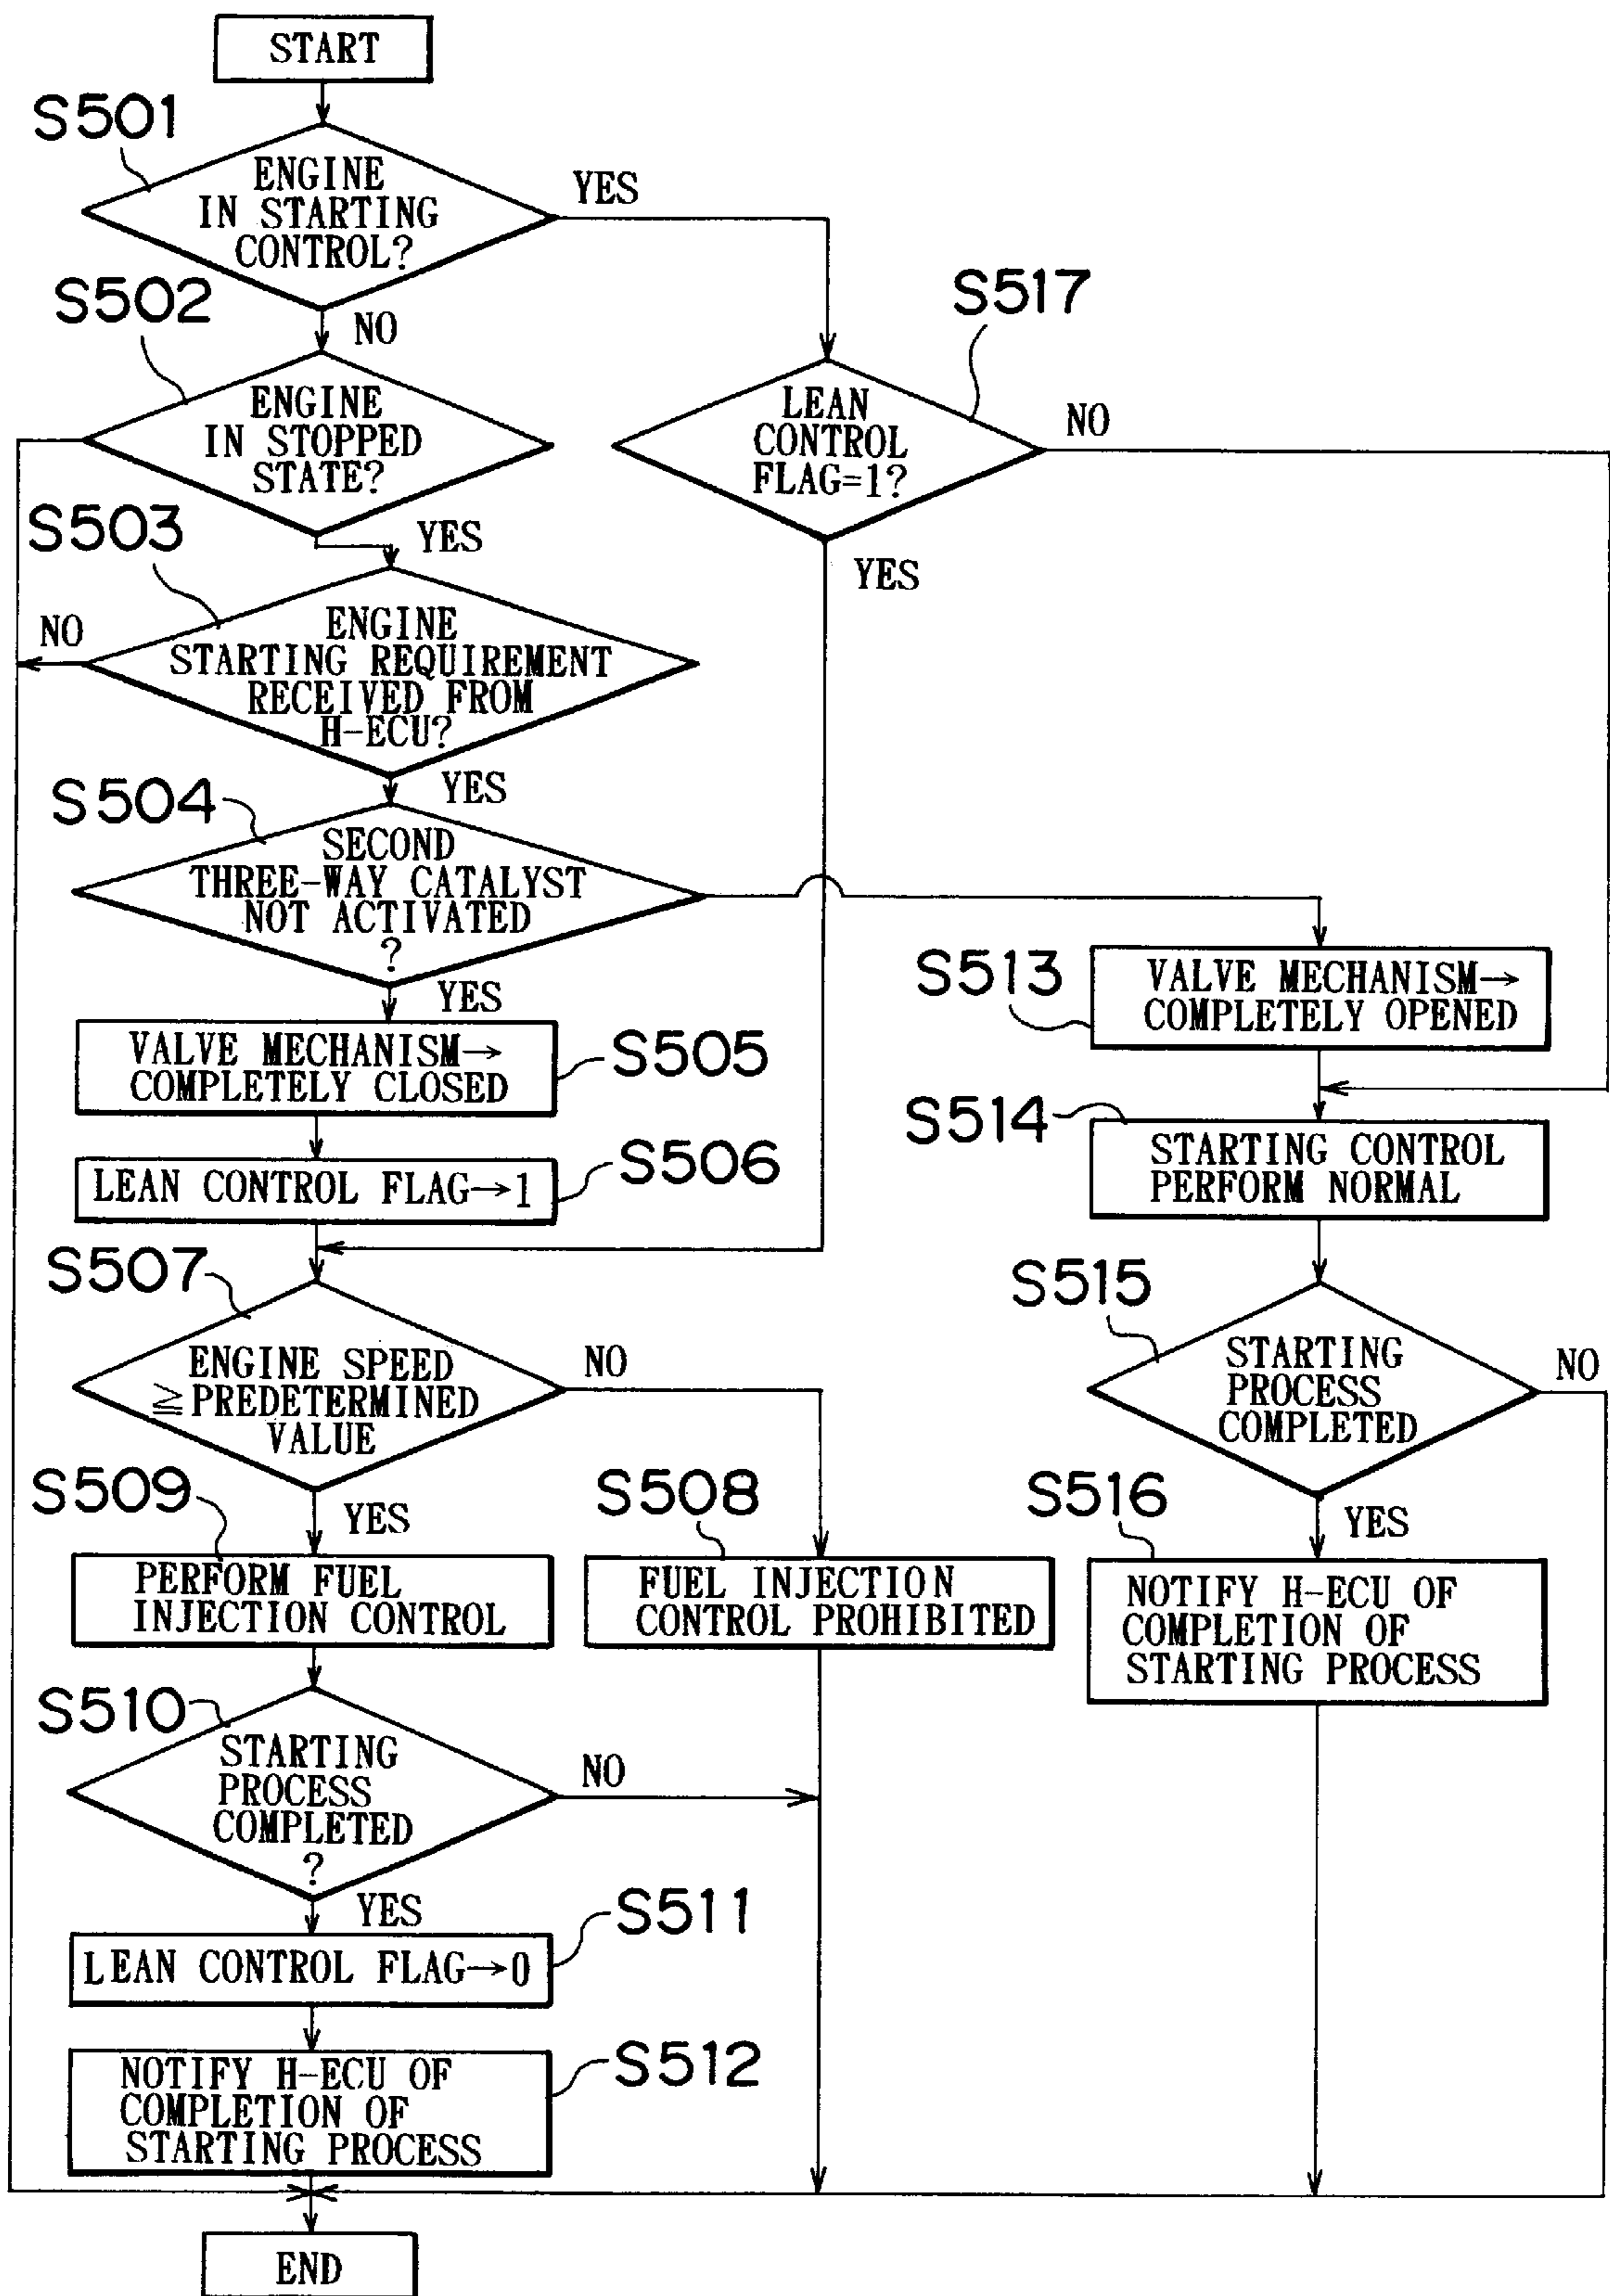 START
S501
ENGINE
IN STARTING
CONTROL?
YES
NO
S502
ENGINE
IN STOPPED
STATE?
YES
S517
LEAN
CONTROL
FLAG=1?
NO
YES
S503
NO
ENGINE
STARTING REQUIREMENT
RECEIVED FROM
H-ECU?
YES
S504
SECOND
THREE-WAY CATALYST
NOT ACTIVATED
?
YES
VALVE MECHANISM→
COMPLETELY CLOSED
S505
LEAN CONTROL FLAG→1
S506
S513
VALVE MECHANISM→
COMPLETELY OPENED
S514
STARTING CONTROL
PERFORM NORMAL
S507
ENGINE SPEED
≧PREDETERMINED
VALUE
NO
YES
S515
STARTING
PROCESS
COMPLETED
NO
YES
S509
PERFORM FUEL
INJECTION CONTROL
S508
FUEL INJECTION
CONTROL PROHIBITED
S516
NOTIFY H-ECU OF
COMPLETION OF
STARTING PROCESS
S510
STARTING
PROCESS
COMPLETED
?
NO
YES
LEAN CONTROL FLAG→0
S511
NOTIFY H-ECU OF
COMPLETION OF
STARTING PROCESS
S512
END